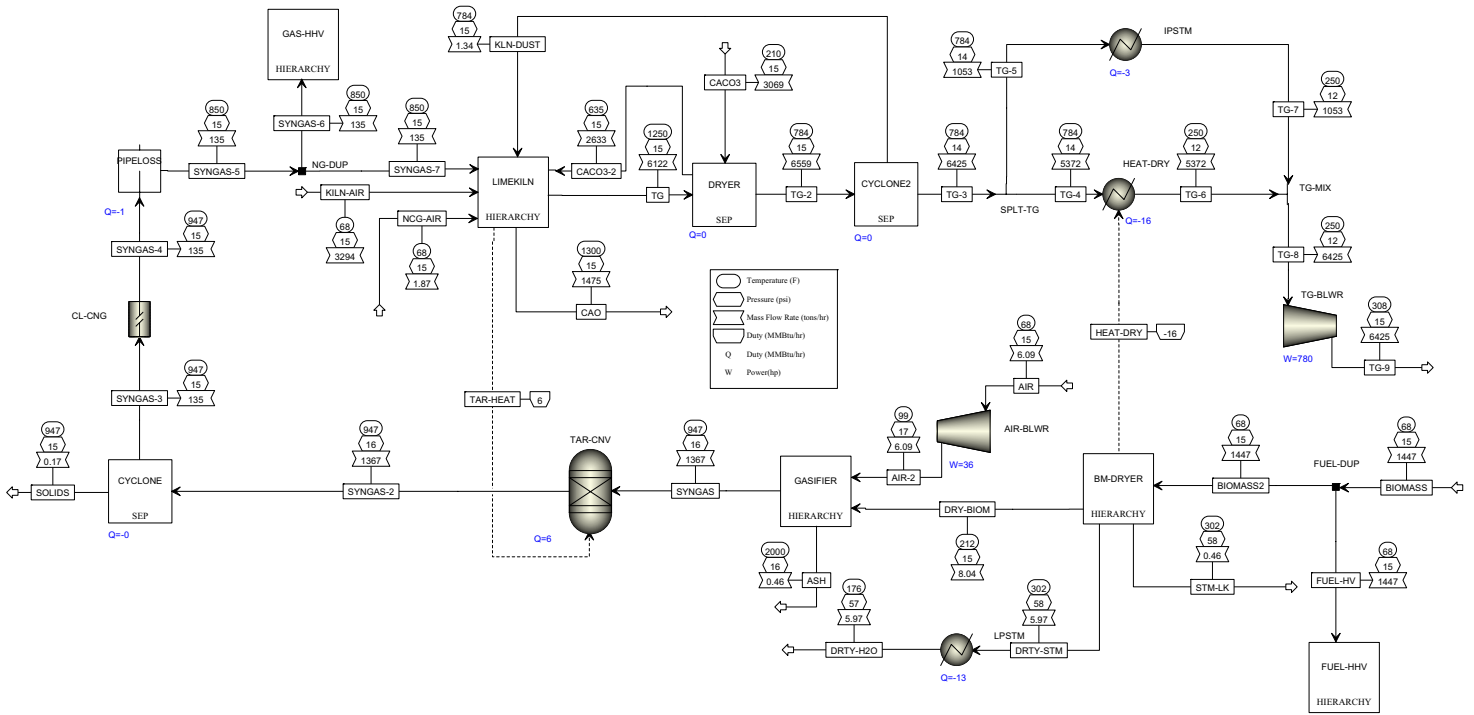 GAS-HHV
HIERARCHY
850
15
135
SYNGAS-6
850
15
135
SYNGAS-5
850
15
135
SYNGAS-7
NG-DUP
PIPELOSS
Q=-1
947
15
135
SYNGAS-4
CL-CNG
947
15
135
SYNGAS-3
784
15
1.34
KLN-DUST
KILN-AIR
68
15
3294
NCG-AIR
68
15
1.87
LIMEKILN
HIERARCHY
635
15
2633
CACO3-2
1250
15
6122
TG
210
15
3069
CACO3
DRYER
SEP
Q=0
784
15
6559
TG-2
CYCLONE2
SEP
Q=0
784
14
6425
TG-3
SPLT-TG
784
14
1053
TG-5
IPSTM
Q=-3
250
12
1053
TG-7
784
14
5372
TG-4
HEAT-DRY
Q=-16
250
12
5372
TG-6
TG-MIX
250
12
6425
TG-8
TG-BLWR
W=780
308
15
6425
TG-9
1300
15
1475
CAO
Temperature (F)
Pressure (psi)
Mass Flow Rate (tons/hr)
Duty (MMBtu/hr)
Q Duty (MMBtu/hr)
W Power(hp)
HEAT-DRY
-16
TAR-HEAT
6
68
15
6.09
AIR
AIR-BLWR
W=36
99
17
6.09
AIR-2
947
15
0.17
SOLIDS
CYCLONE
SEP
Q=-0
947
16
1367
SYNGAS-2
TAR-CNV
Q=6
947
16
1367
SYNGAS
GASIFIER
HIERARCHY
2000
16
0.46
ASH
DRY-BIOM
212
15
8.04
BM-DRYER
HIERARCHY
68
15
1447
BIOMASS2
FUEL-DUP
68
15
1447
BIOMASS
302
58
0.46
STM-LK
68
15
1447
FUEL-HV
176
57
5.97
DRTY-H2O
LPSTM
Q=-13
302
58
5.97
DRTY-STM
FUEL-HHV
HIERARCHY